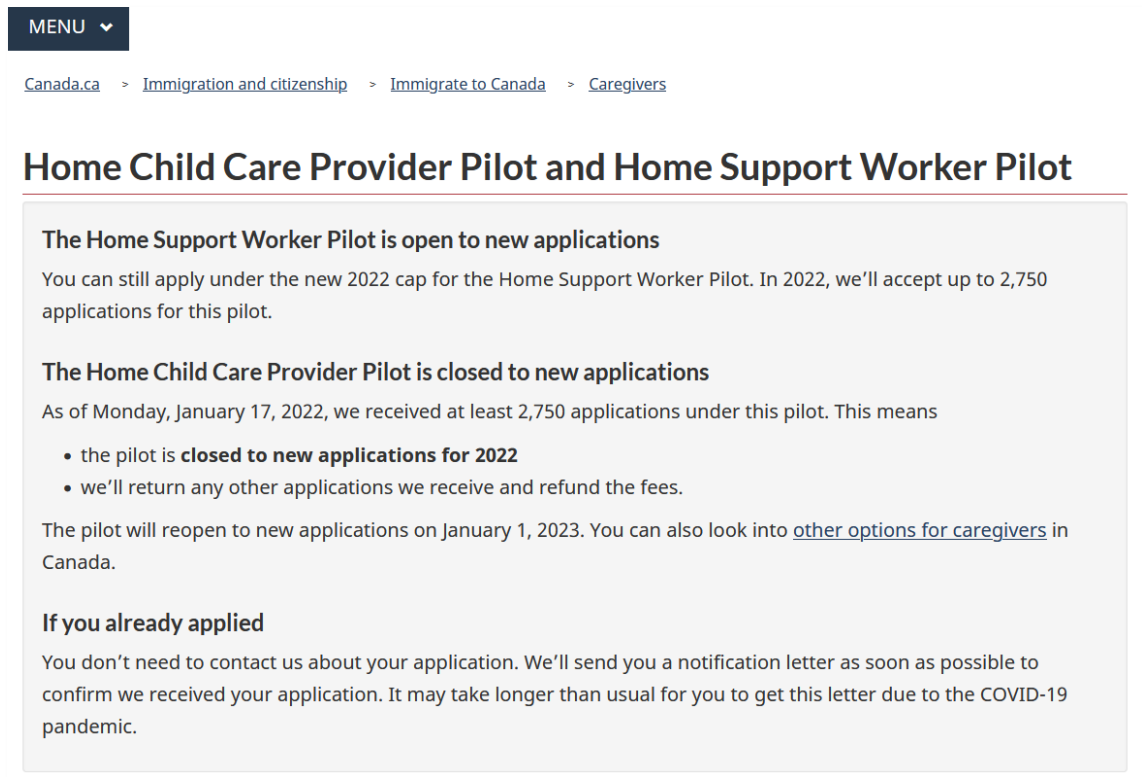 MENU
Canada.ca > Immigration and citizenship > Immigrate to Canada > Caregivers
Home Child Care Provider Pilot and Home Support Worker Pilot
The Home Support Worker Pilot is open to new applications
You can still apply under the new 2022 cap for the Home Support Worker Pilot. In 2022, we’ll accept up to 2,750
applications for this pilot.
The Home Child Care Provider Pilot is closed to new applications
As of Monday, January 17, 2022, we received at least 2,750 applications under this pilot. This means
• the pilot is closed to new applications for 2022
• we’ll return any other applications we receive and refund the fees.
The pilot will reopen to new applications on January 1, 2023. You can also look into other options for caregivers in
Canada.
If you already applied
You don’t need to contact us about your application. We’ll send you a notification letter as soon as possible to
confirm we received your application. It may take longer than usual for you to get this letter due to the COVID-19
pandemic.